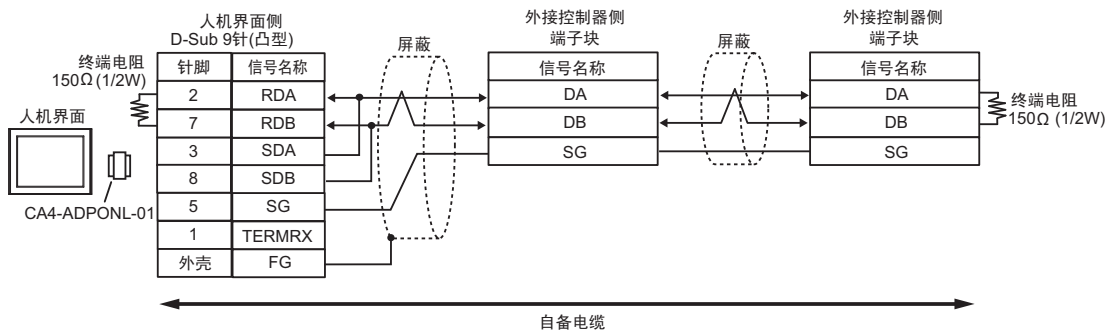 人机界面侧
D-Sub 9针(凸型)
外接控制器侧
端子块
外接控制器侧
端子块
屏蔽
屏蔽
终端电阻
150Ω (1/2W)
针脚 信号名称
2 RDA
7 RDB
3 SDA
8 SDB
5 SG
1 TERMRX
外壳 FG
信号名称
DA
DB
SG
信号名称
DA
DB
SG
终端电阻
150Ω (1/2W)
人机界面
CA4-ADPONL-01
自备电缆